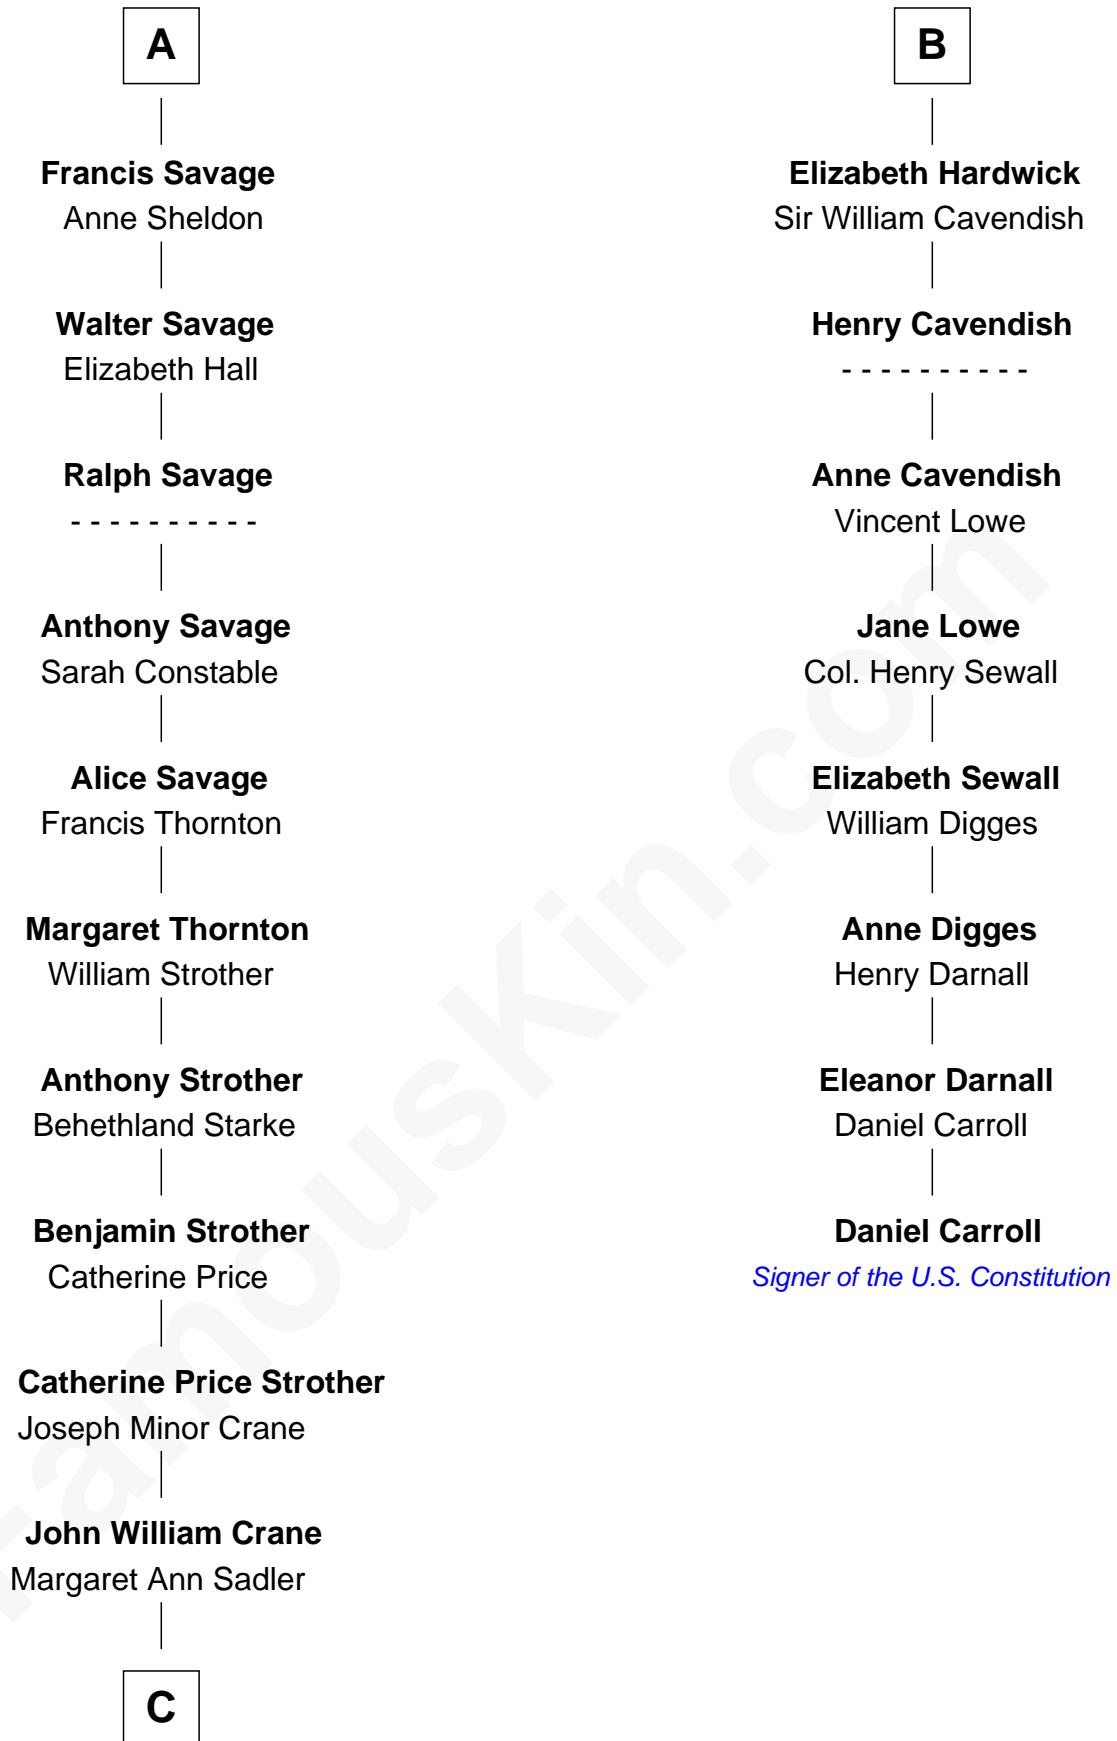 A
Francis Savage
Anne Sheldon
Walter Savage
Elizabeth Hall
Ralph Savage
- - - - - - - - - -
Anthony Savage
Sarah Constable
Alice Savage
Francis Thornton
Margaret Thornton
William Strother
Anthony Strother
Behethland Starke
Benjamin Strother
Catherine Price
Catherine Price Strother
Joseph Minor Crane
John William Crane
Margaret Ann Sadler
C
B
Elizabeth Hardwick
Sir William Cavendish
Henry Cavendish
- - - - - - - - - -
Anne Cavendish
Vincent Lowe
Jane Lowe
Col. Henry Sewall
Elizabeth Sewall
William Digges
Anne Digges
Henry Darnall
Eleanor Darnall
Daniel Carroll
Daniel Carroll
Signer of the U.S. Constitution
FamousKin.com